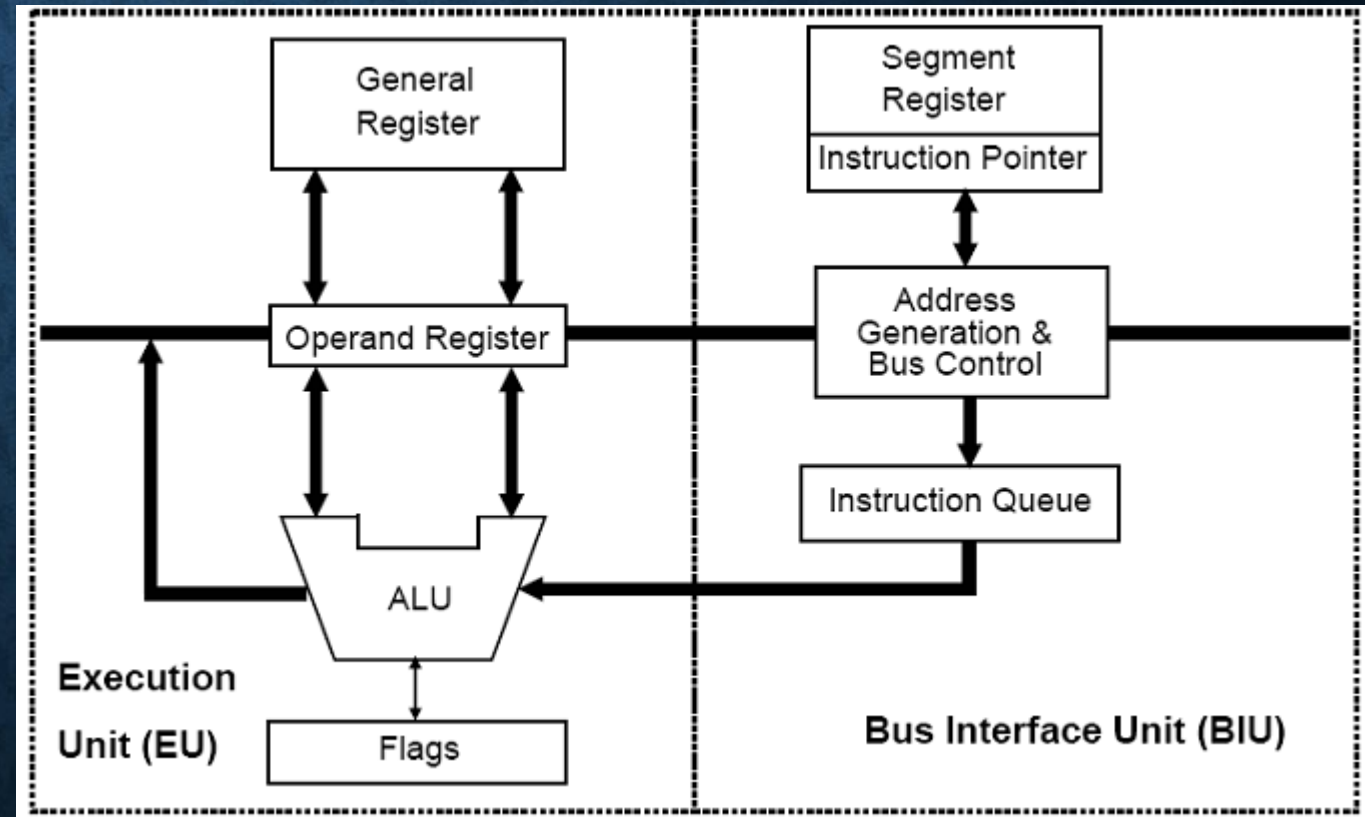 General
Register
Operand Register
ALU
Flags
Execution
Unit (EU)
Segment
Register
Instruction Pointer
Address
Generation &
Bus Control
Instruction Queue
Bus Interface Unit (BIU)